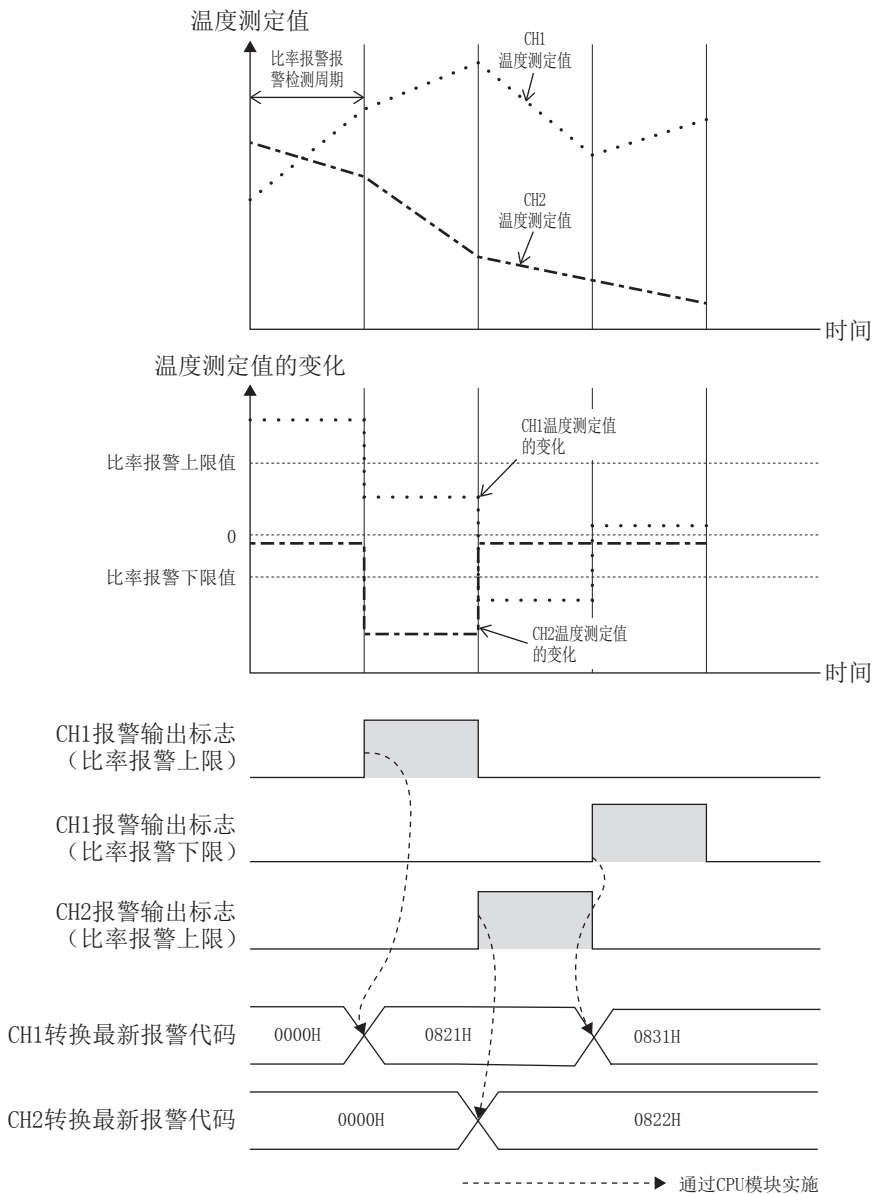 温度测定值
比率报警报
警检测周期
CH1
温度测定值
CH2
温度测定值
时间
温度测定值的变化
CH1温度测定值
的变化
比率报警上限值
0
比率报警下限值
CH2温度测定值
的变化
时间
CH1报警输出标志
（比率报警上限）
CH1报警输出标志
（比率报警下限）
CH2报警输出标志
（比率报警上限）
CH1转换最新报警代码
0000H
0821H
0831H
CH2转换最新报警代码
0000H
0822H
通过CPU模块实施